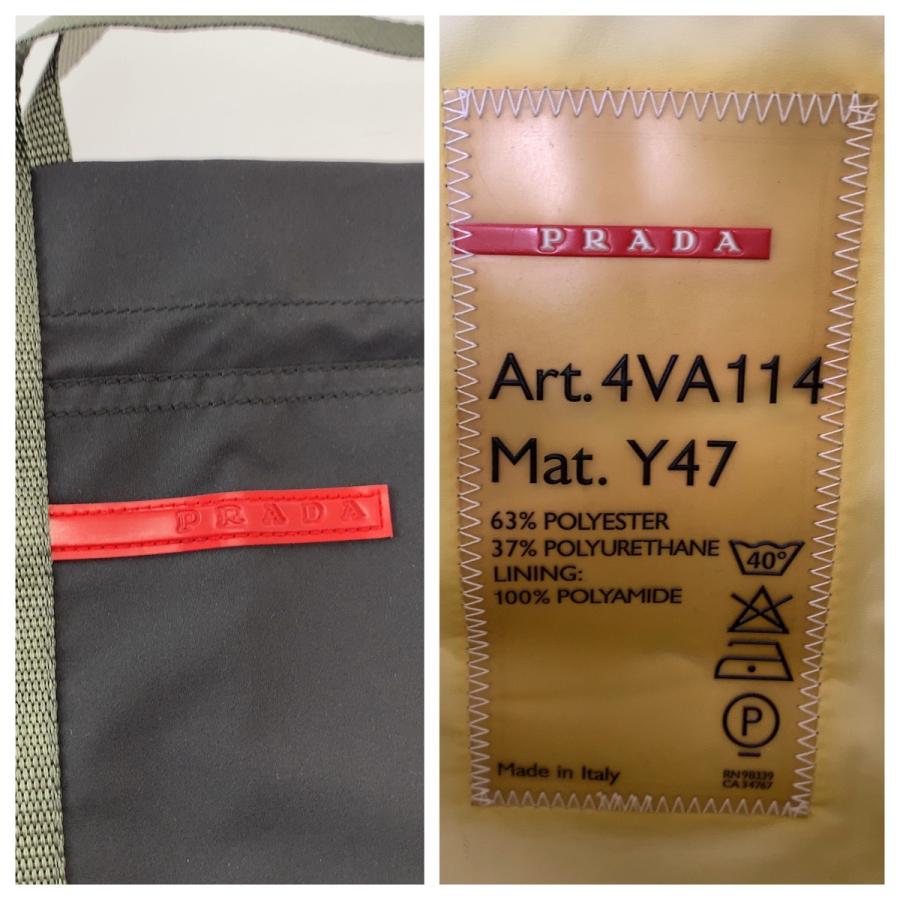 PRADA
PRADA
Art. 4VA114
Mat. Y47
63% POLYESTER
37% POLYURETHANE
LINING:
100% POLYAMIDE
40°
P
Made in Italy
RN 98339
CA 34767